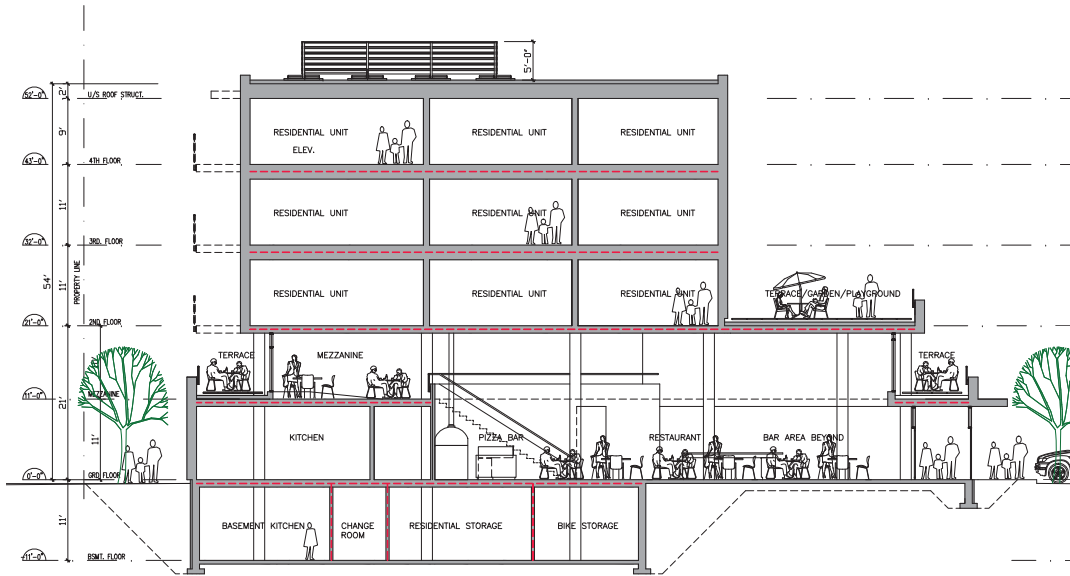 5'-0"
2'
52'-0"
U/S ROOF STRUCT.
9'
RESIDENTIAL UNIT
RESIDENTIAL UNIT
RESIDENTIAL UNIT
ELEV.
43'-0"
4TH FLOOR
11'
RESIDENTIAL UNIT
RESIDENTIAL UNIT
RESIDENTIAL UNIT
32'-0"
3RD. FLOOR
54'
PROPERTY LINE
11'
RESIDENTIAL UNIT
RESIDENTIAL UNIT
RESIDENTIAL UNIT
TERRACE/GARDEN/PLAYGROUND
21'-0"
2ND FLOOR
TERRACE
MEZZANINE
TERRACE
11'-0"
MEZZANINE
21'
11'
KITCHEN
PIZZA BAR
RESTAURANT
BAR AREA BEYOND
0'-0"
GRD FLOOR
11'
BASEMENT KITCHEN
CHANGE
ROOM
RESIDENTIAL STORAGE
BIKE STORAGE
-11'-0"
BSMT. FLOOR